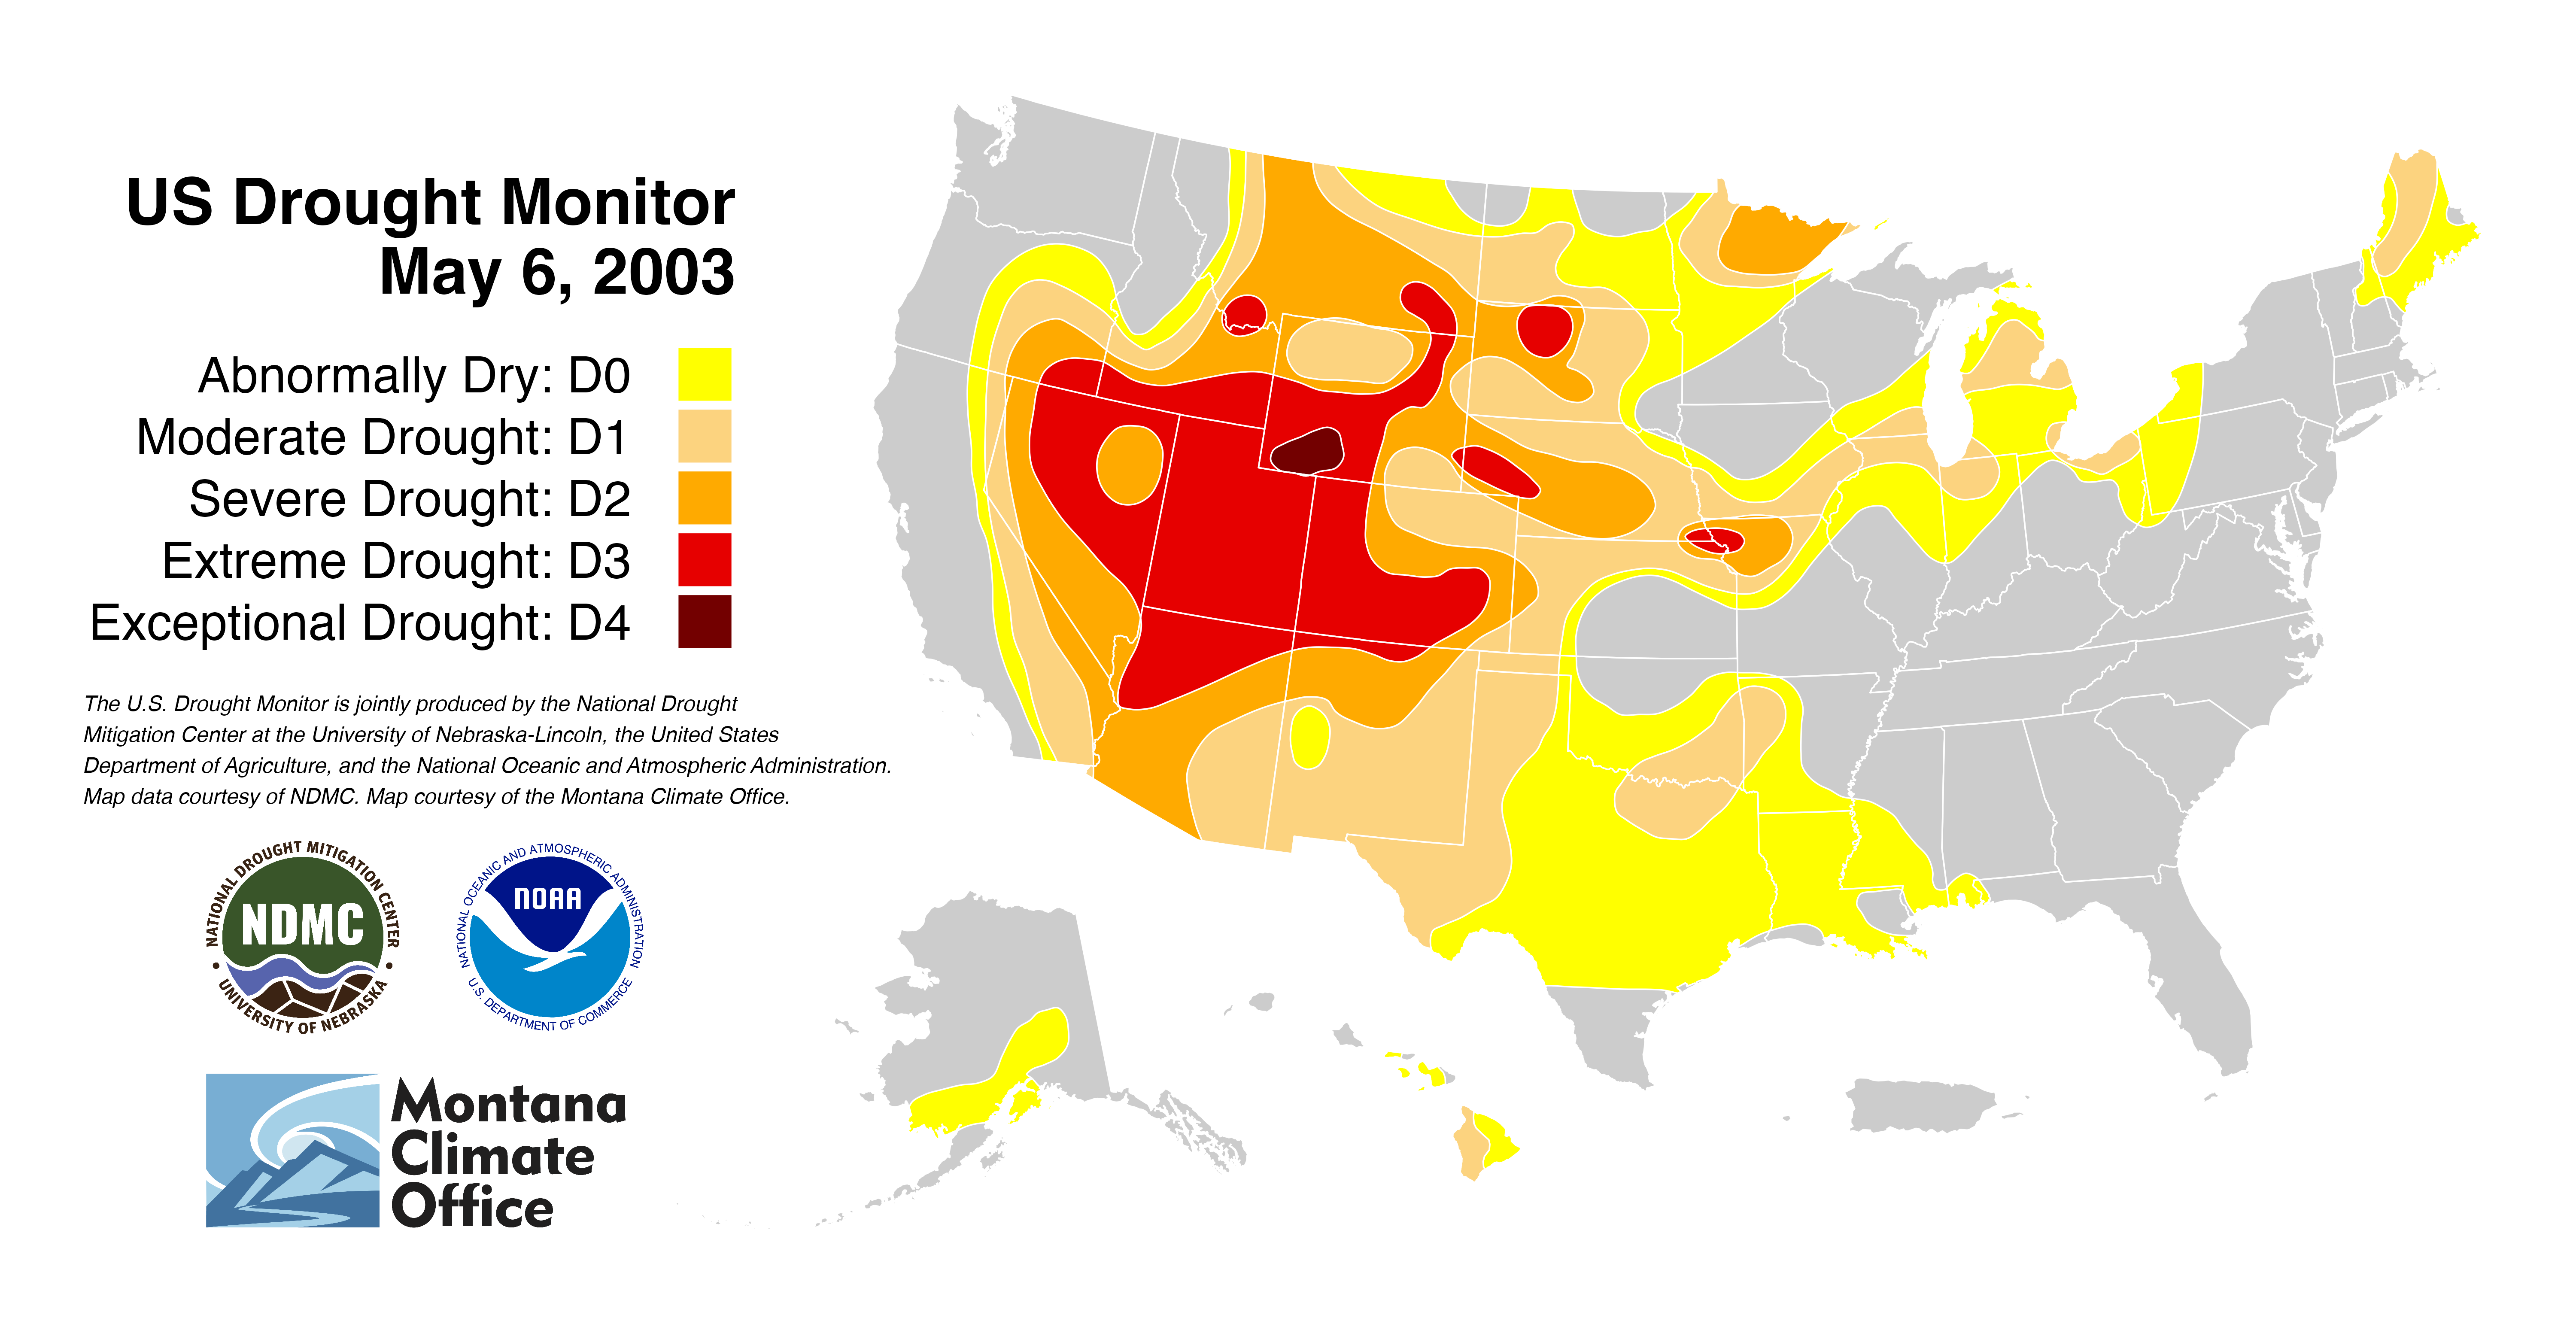 US Drought Monitor
May 6, 2003
Abnormally Dry: D0
Moderate Drought: D1
Severe Drought: D2
Extreme Drought: D3
Exceptional Drought: D4
The U.S. Drought Monitor is jointly produced by the National Drought
Mitigation Center at the University of Nebraska-Lincoln, the United States
Department of Agriculture, and the National Oceanic and Atmospheric Administration.
Map data courtesy of NDMC. Map courtesy of the Montana Climate Office.
NATIONAL DROUGHT MITIGATION CENTER
NDMC
• UNIVERSITY OF NEBRASKA •
NATIONAL OCEANIC AND ATMOSPHERIC ADMINISTRATION
NOAA
U.S. DEPARTMENT OF COMMERCE
Montana
Climate
Office